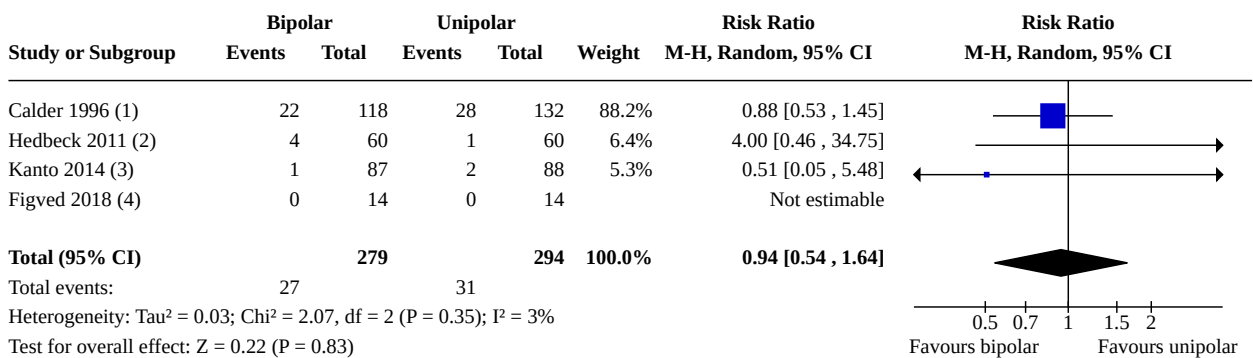 Bipolar Unipolar Risk Ratio Risk Ratio
Study or Subgroup Events Total Events Total Weight M-H, Random, 95% CI M-H, Random, 95% CI
Calder 1996 (1) 22 118 28 132 88.2% 0.88 [0.53 , 1.45]
Hedbeck 2011 (2) 4 60 1 60 6.4% 4.00 [0.46 , 34.75]
Kanto 2014 (3) 1 87 2 88 5.3% 0.51 [0.05 , 5.48]
Figved 2018 (4) 0 14 0 14 Not estimable
Total (95% CI) 279 294 100.0% 0.94 [0.54 , 1.64]
Total events: 27 31
Heterogeneity: Tau² = 0.03; Chi² = 2.07, df = 2 (P = 0.35); I² = 3%
0.5 0.7 1 1.5 2
Test for overall effect: Z = 0.22 (P = 0.83) Favours bipolar Favours unipolar